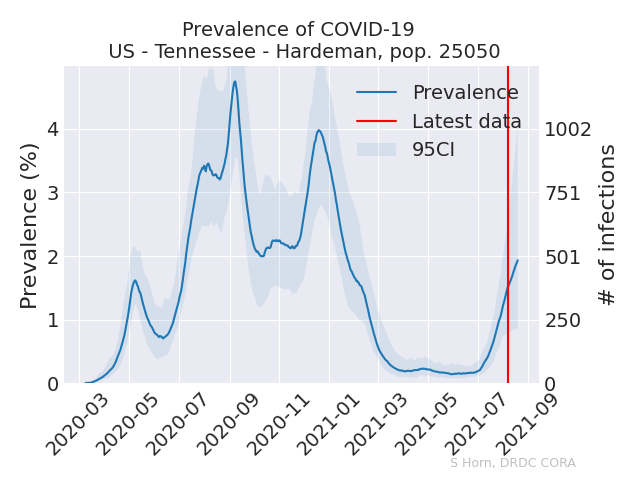 Prevalence of COVID-19
US - Tennessee - Hardeman, pop. 25050
Prevalence
Latest data
95CI
Prevalence (%)
4
3
2
1
0
1002
751
501
250
0
# of infections
2020-03
2020-05
2020-07
2020-09
2020-11
2021-01
2021-03
2021-05
2021-07
2021-09
S Horn, DRDC CORA